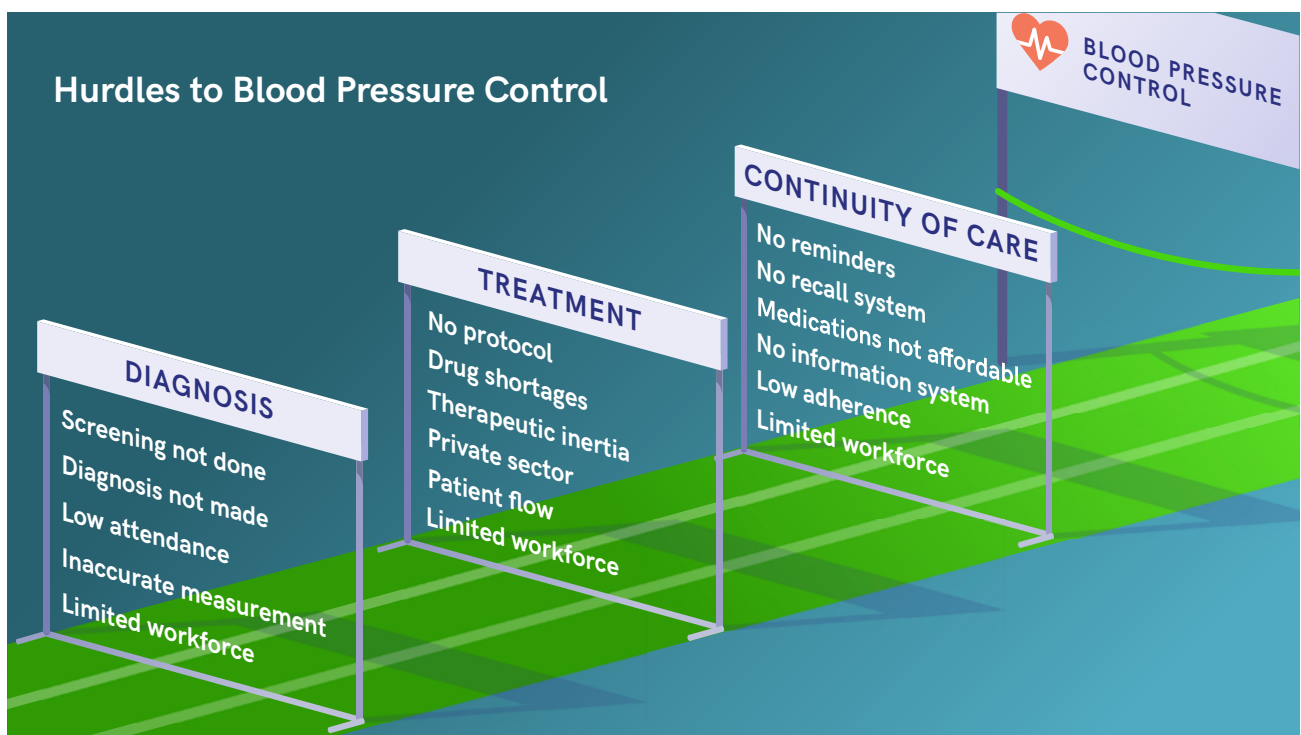 Hurdles to Blood Pressure Control
DIAGNOSIS
Screening not done
Diagnosis not made
Low attendance
Inaccurate measurement
Limited workforce
TREATMENT
No protocol
Drug shortages
Therapeutic inertia
Private sector
Patient flow
Limited workforce
CONTINUITY OF CARE
No reminders
No recall system
Medications not affordable
No information system
Low adherence
Limited workforce
BLOOD PRESSURE
CONTROL